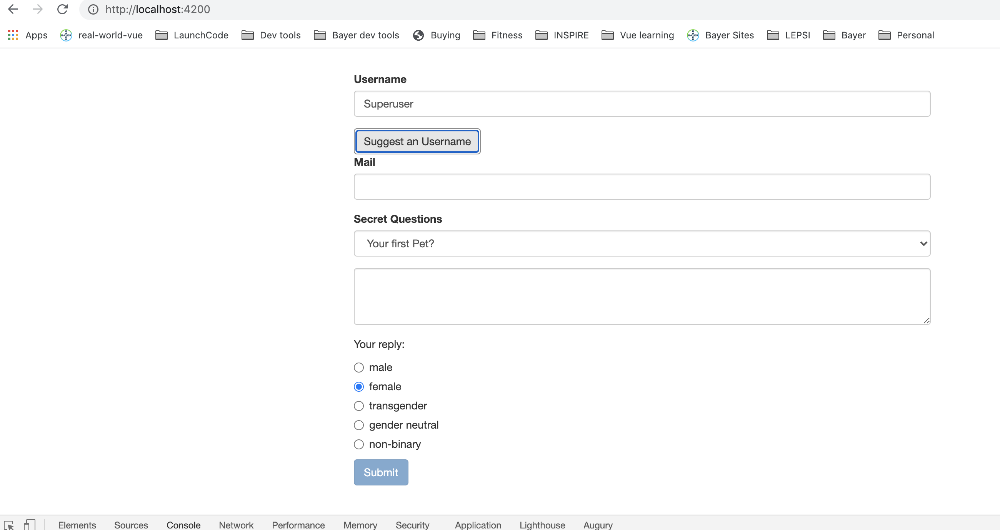 http://localhost:4200
Apps real-world-vue LaunchCode Dev tools Bayer dev tools Buying Fitness INSPIRE Vue learning Bayer Sites LEPSI Bayer Personal
Username
Superuser
Suggest an Username
Mail
Secret Questions
Your first Pet?
Your reply:
male
female
transgender
gender neutral
non-binary
Submit
Elements Sources Console Network Performance Memory Security Application Lighthouse Augury